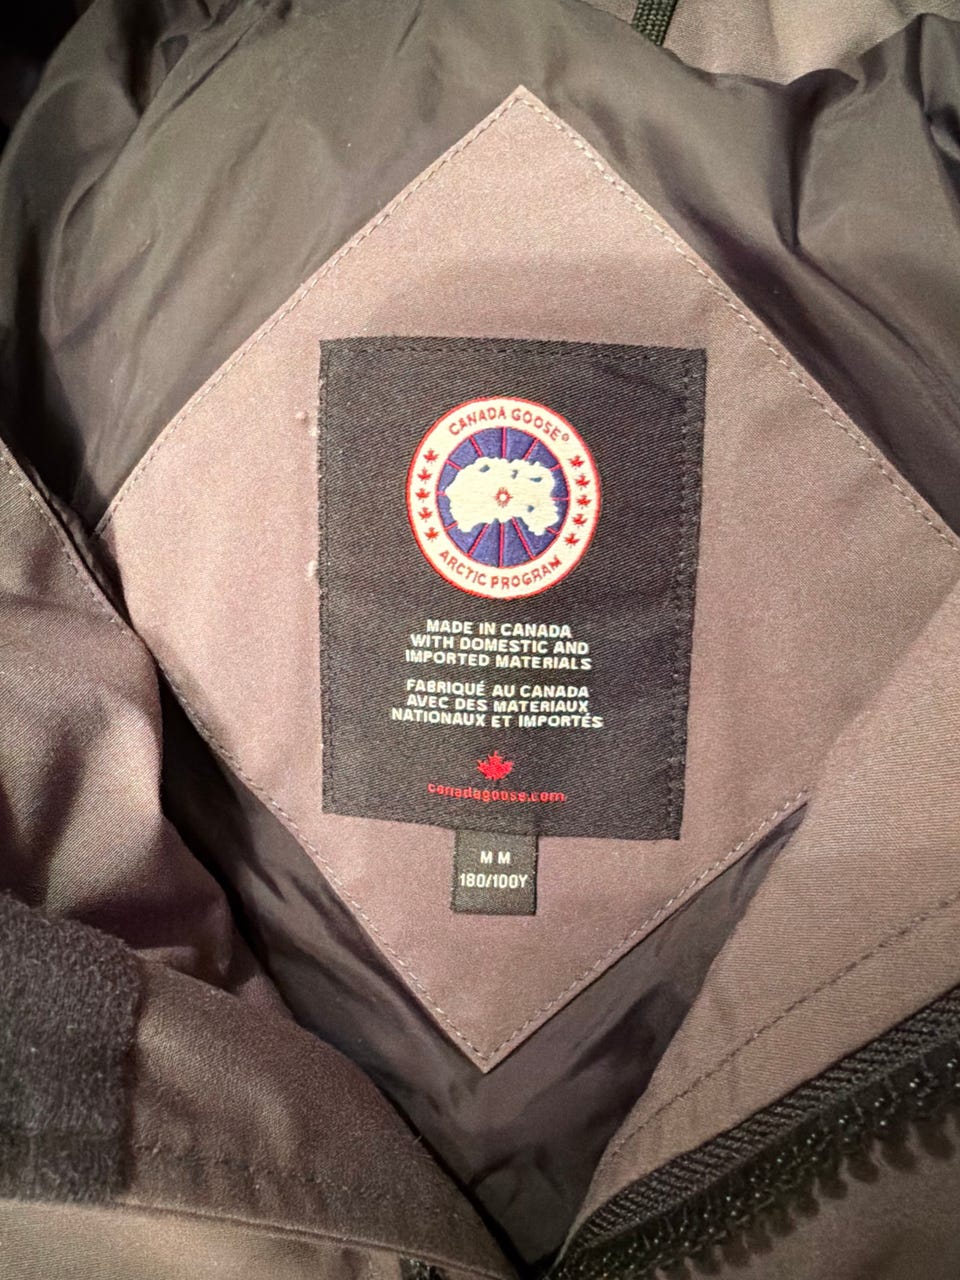 CANADA GOOSE®
ARCTIC PROGRAM
MADE IN CANADA
WITH DOMESTIC AND
IMPORTED MATERIALS
FABRIQUÉ AU CANADA
AVEC DES MATERIAUX
NATIONAUX ET IMPORTÉS
canadagoose.com
M M
180/100Y